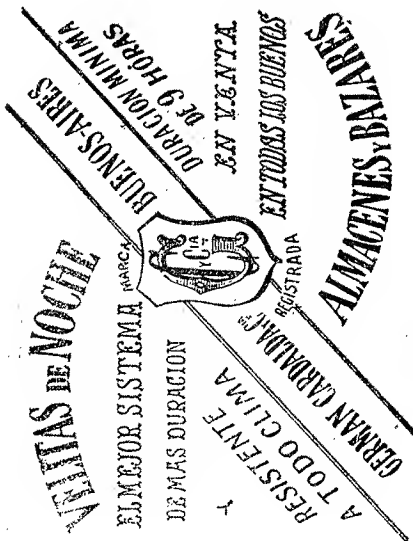 VELITAS DE NOCHE
EL MEJOR SISTEMA
DE MAS DURACION
Y
RESISTENTE
A TODO CLIMA
MARCA
REGISTRADA
GERMAN CARDALDA Y Cª
BUENOS-AIRES
DURACION MINIMA
DE 9 HORAS
EN VENTA
EN TODOS LOS BUENOS
ALMACENES Y BAZARES